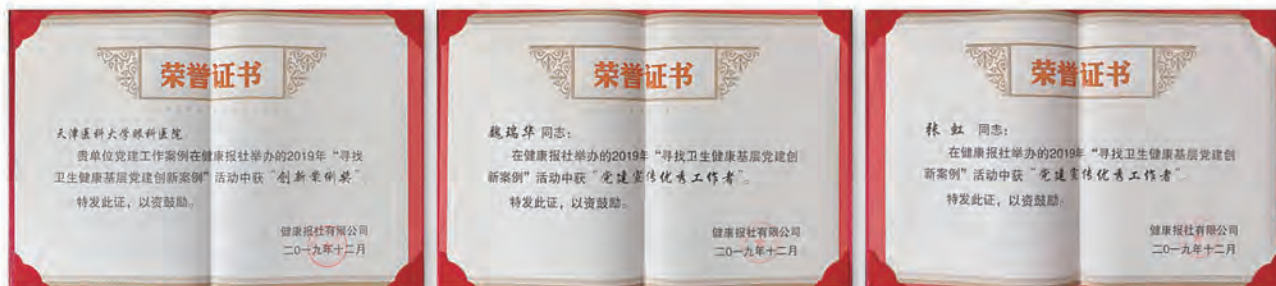 荣誉证书
天津医科大学眼科医院
贵单位党建工作案例在健康报社举办的2019年“寻找
卫生健康基层党建创新案例”活动中获“创新案例奖”
特发此证，以资鼓励。
健康报社有限公司
二〇一九年十二月
荣誉证书
魏瑞华 同志：
在健康报社举办的2019年“寻找卫生健康基层党建创
新案例”活动中获“党建宣传优秀工作者”。
特发此证，以资鼓励。
健康报社有限公司
二〇一九年十二月
荣誉证书
张虹 同志：
在健康报社举办的2019年“寻找卫生健康基层党建创
新案例”活动中获“党建宣传优秀工作者”。
特发此证，以资鼓励。
健康报社有限公司
二〇一九年十二月